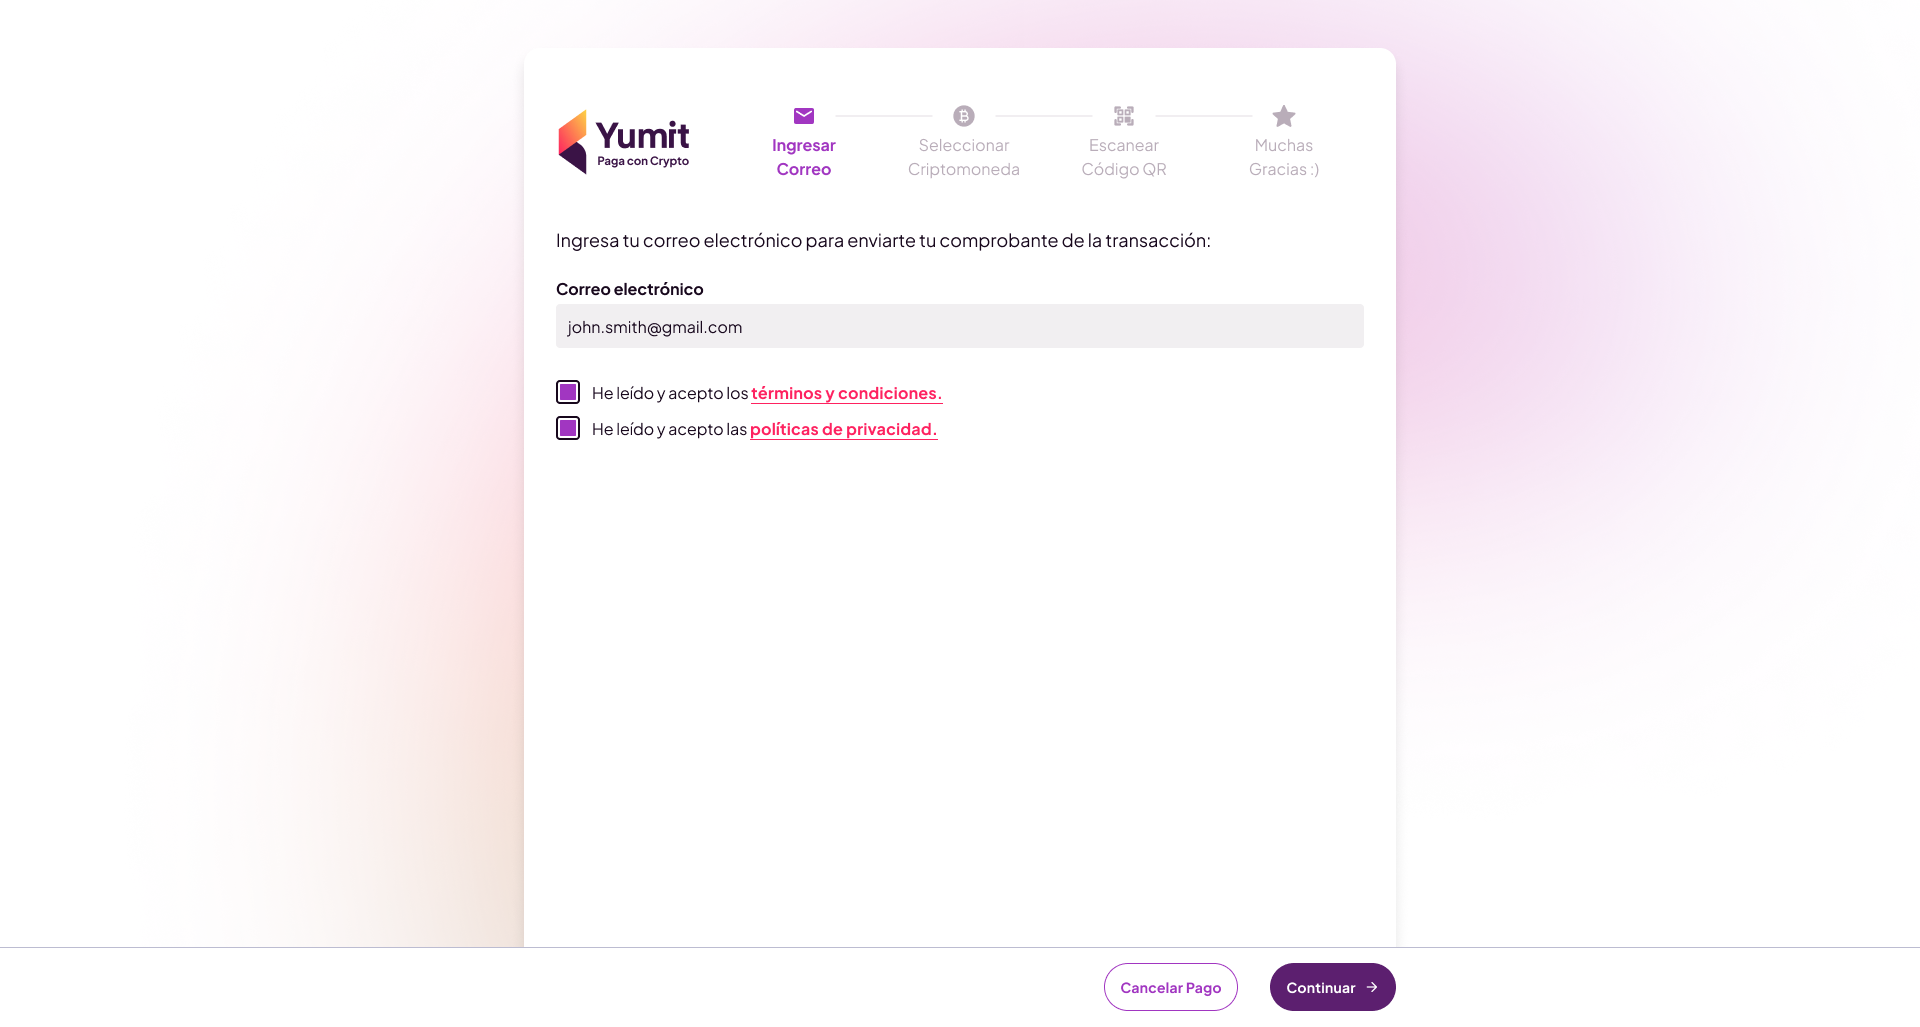 Yumit
Paga con Crypto
Ingresar
Correo
Seleccionar
Criptomoneda
Escanear
Código QR
Muchas
Gracias :)
Ingresa tu correo electrónico para enviarte tu comprobante de la transacción:
Correo electrónico
john.smith@gmail.com
He leído y acepto los términos y condiciones.
He leído y acepto las políticas de privacidad.
Cancelar Pago
Continuar →